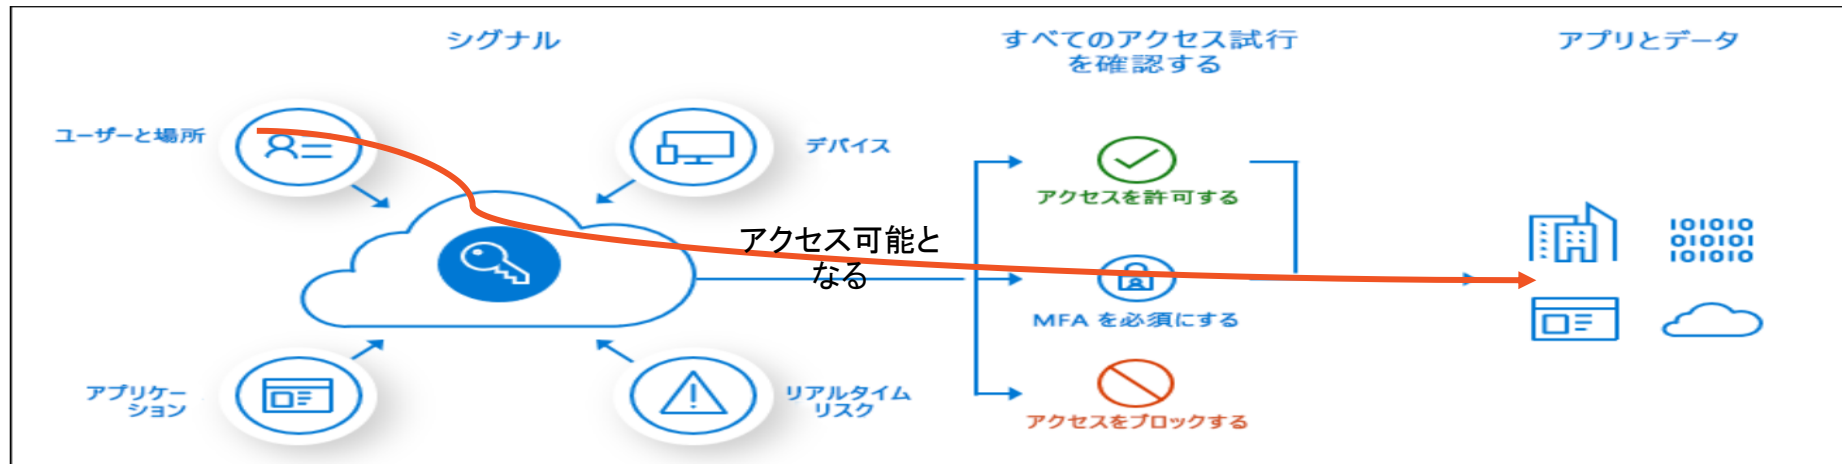 シグナル
すべてのアクセス試行
を確認する
アプリとデータ
ユーザーと場所
デバイス
アクセスを許可する
アクセス可能と
なる
101010
010101
101010
MFA を必須にする
アプリケー
ション
リアルタイム
リスク
アクセスをブロックする